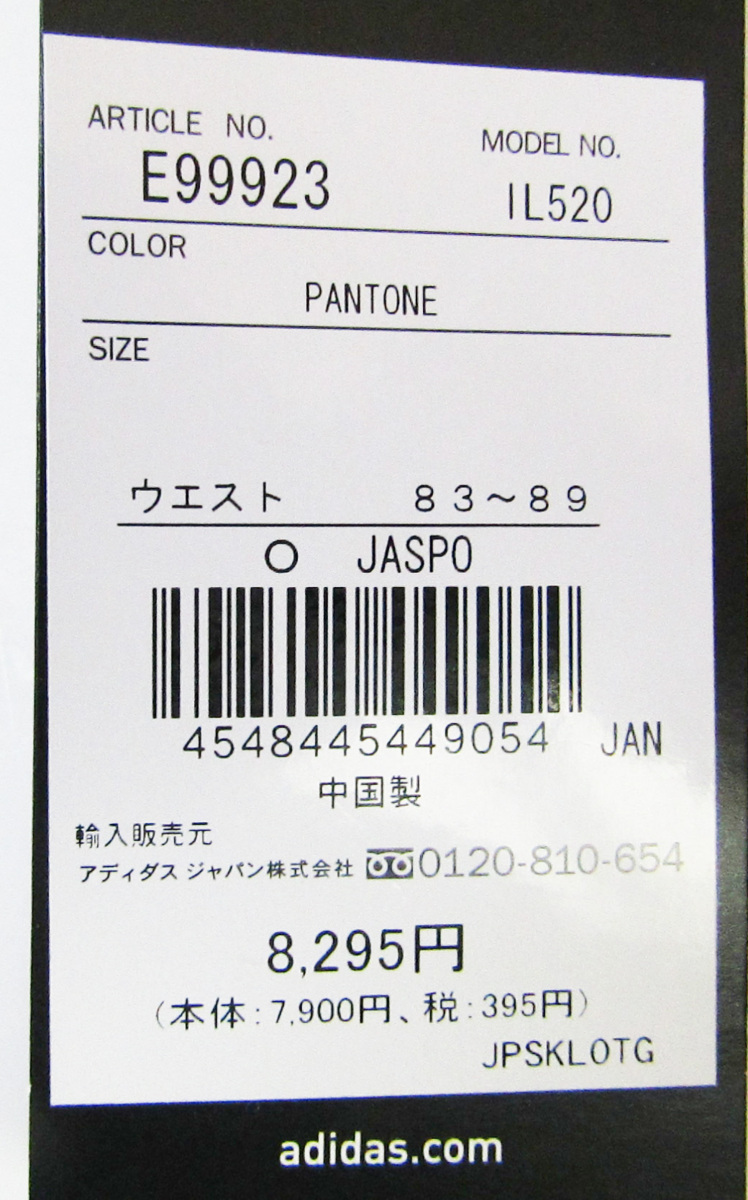 ARTICLE NO. MODEL NO.
E99923 IL520
COLOR
PANTONE
SIZE
ウエスト ８３～８９
O JASPO
4548445449054 JAN
中国製
輸入販売元
アディダス ジャパン株式会社 0120-810-654
8,295円
(本体:7,900円、税:395円)
JPSKLOTG
adidas.com